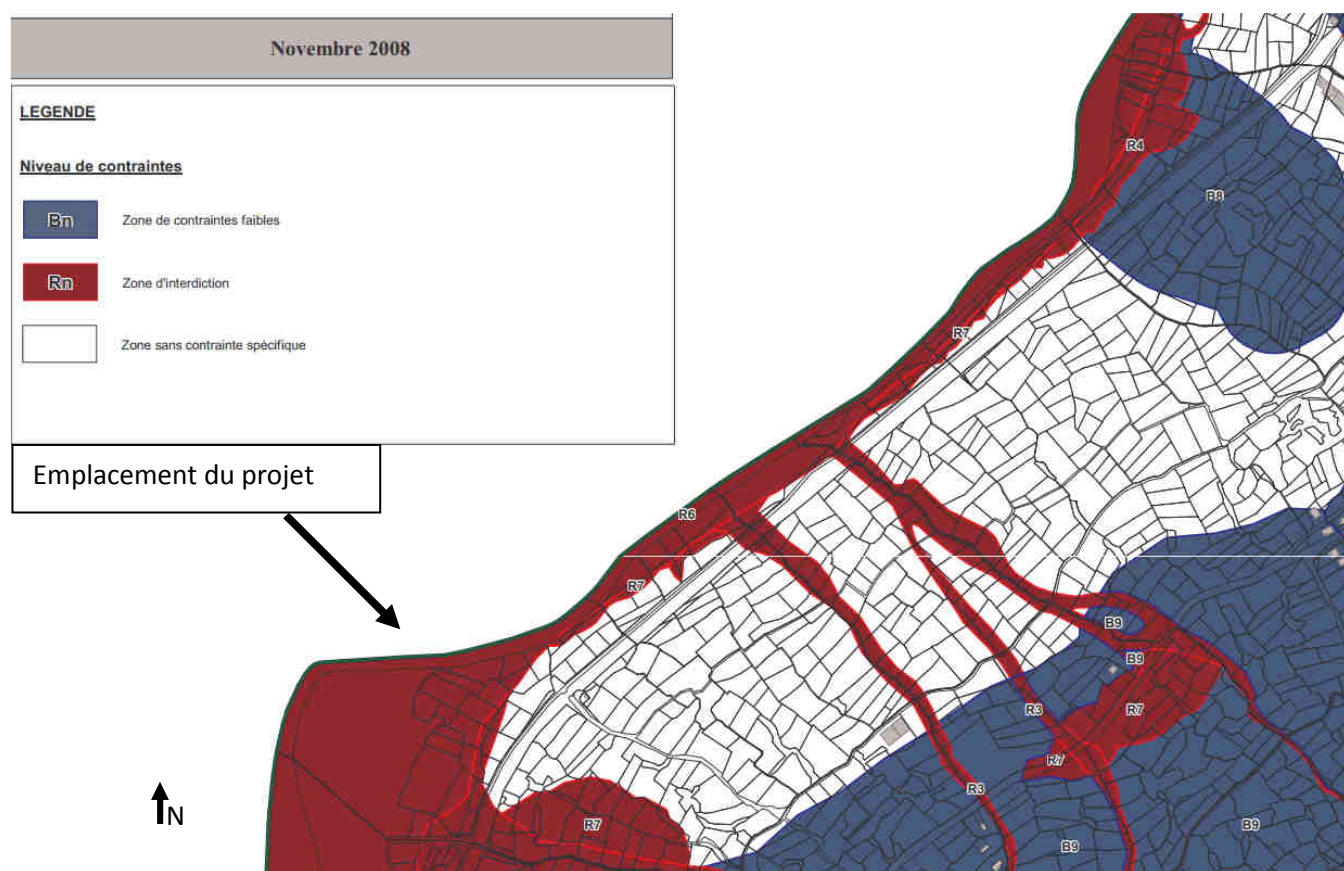 Novembre 2008
LEGENDE
Niveau de contraintes
Bn Zone de contraintes faibles
Rn Zone d'interdiction
Zone sans contrainte spécifique
Emplacement du projet
R4
B8
R7
R6
R7
B9
B9
R3
R7
R7
R3
N
R7
B9
B9